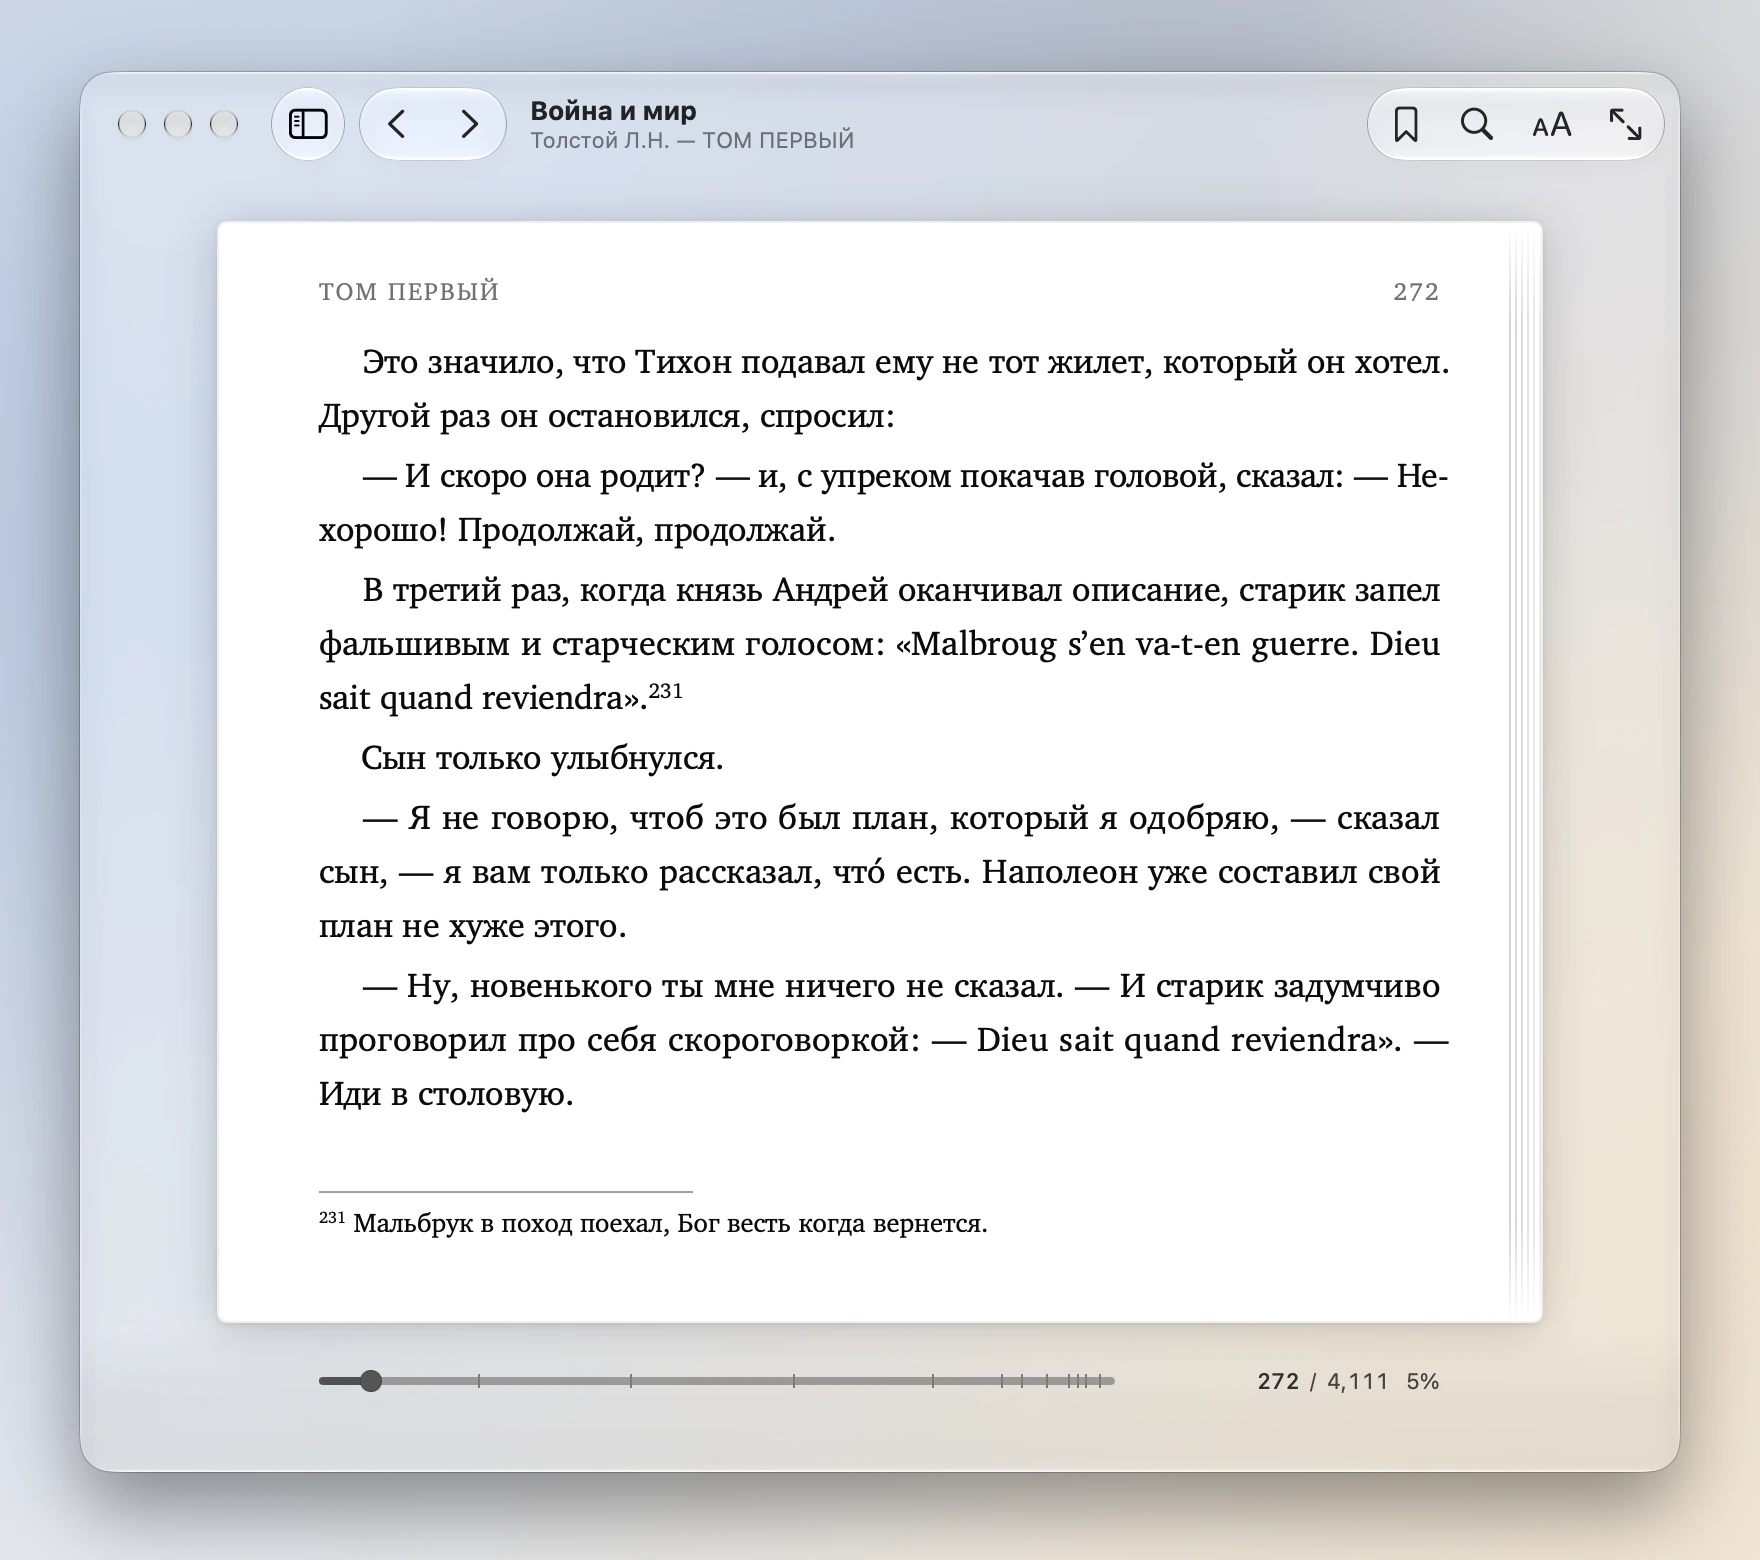 Война и мир
Толстой Л.Н. — ТОМ ПЕРВЫЙ
AA
ТОМ ПЕРВЫЙ 272
Это значило, что Тихон подавал ему не тот жилет, который он хотел.
Другой раз он остановился, спросил:
— И скоро она родит? — и, с упреком покачав головой, сказал: — Не-
хорошо! Продолжай, продолжай.
В третий раз, когда князь Андрей оканчивал описание, старик запел
фальшивым и старческим голосом: «Malbroug s’en va-t-en guerre. Dieu
sait quand reviendra».231
Сын только улыбнулся.
— Я не говорю, чтоб это был план, который я одобряю, — сказал
сын, — я вам только рассказал, что́ есть. Наполеон уже составил свой
план не хуже этого.
— Ну, новенького ты мне ничего не сказал. — И старик задумчиво
проговорил про себя скороговоркой: — Dieu sait quand reviendra». —
Иди в столовую.
231 Мальбрук в поход поехал, Бог весть когда вернется.
272 / 4,111 5%